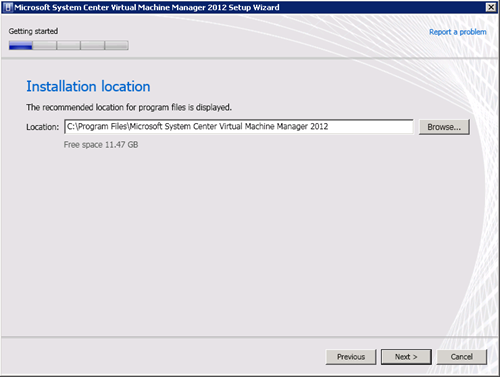 Microsoft System Center Virtual Machine Manager 2012 Setup Wizard
Getting started
Report a problem
Installation location
The recommended location for program files is displayed.
Location: C:\Program Files\Microsoft System Center Virtual Machine Manager 2012 Browse...
Free space 11.47 GB
Previous Next > Cancel